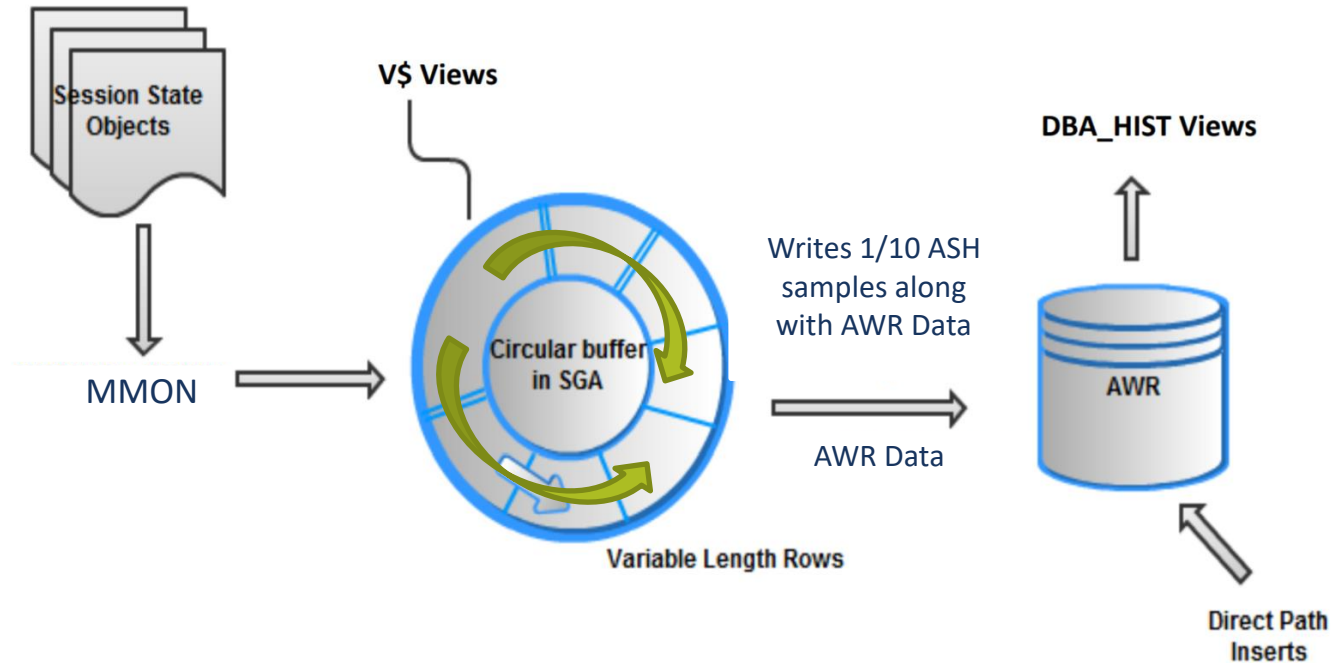 Session State
Objects
V$ Views
DBA_HIST Views
MMON
Circular buffer
in SGA
Writes 1/10 ASH
samples along
with AWR Data
AWR Data
AWR
Variable Length Rows
Direct Path
Inserts